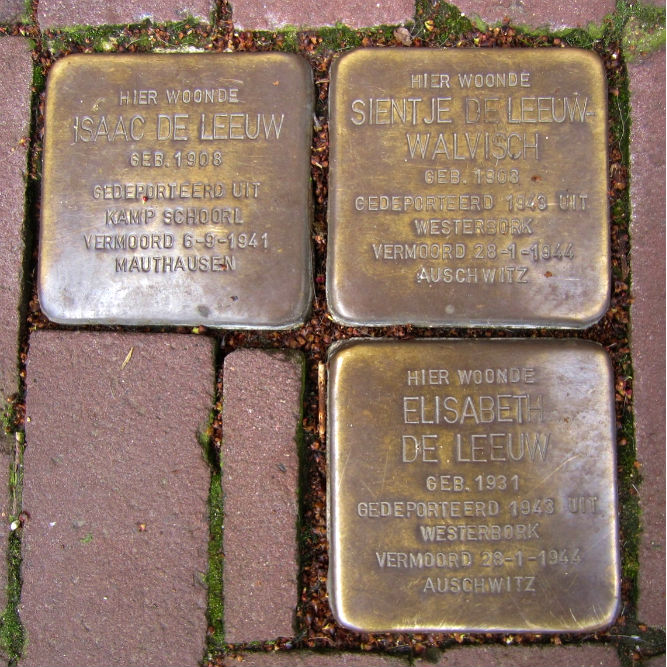 HIER WOONDE
ISAAC DE LEEUW
GEB. 1908
GEDEPORTEERD UIT
KAMP SCHOORL
VERMOORD 6-9-1941
MAUTHAUSEN
HIER WOONDE
SIENTJE DE LEEUW-
WALVISCH
GEB. 1908
GEDEPORTEERD 1943 UIT
WESTERBORK
VERMOORD 28-1-1944
AUSCHWITZ
HIER WOONDE
ELISABETH
DE LEEUW
GEB. 1931
GEDEPORTEERD 1943 UIT
WESTERBORK
VERMOORD 28-1-1944
AUSCHWITZ